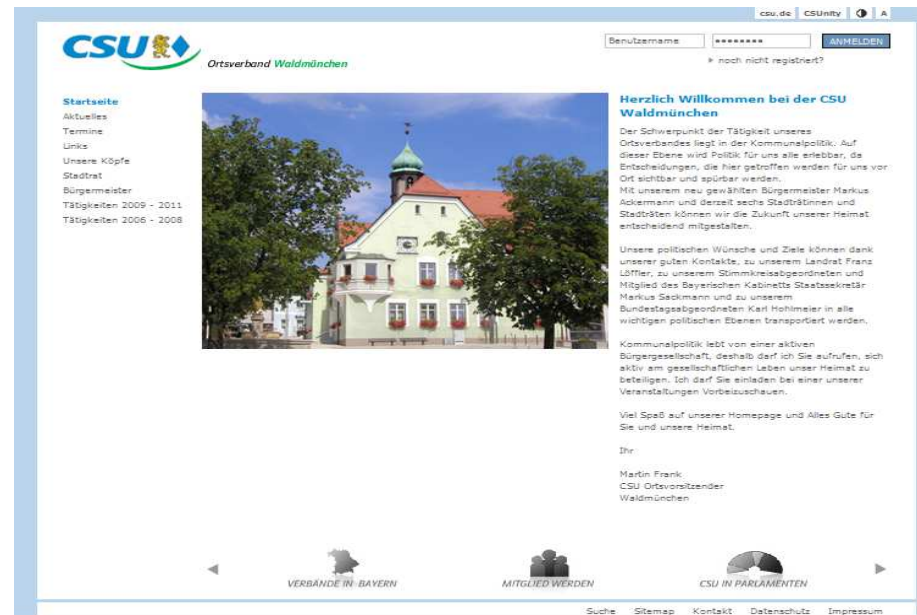 csu.de CSUnity A
CSU
Ortsverband Waldmünchen
Benutzername ******** ANMELDEN
noch nicht registriert?
Startseite
Aktuelles
Termine
Links
Unsere Köpfe
Stadtrat
Bürgermeister
Tätigkeiten 2009 - 2011
Tätigkeiten 2006 - 2008
Herzlich Willkommen bei der CSU
Waldmünchen
Der Schwerpunkt der Tätigkeit unseres
Ortsverbandes liegt in der Kommunalpolitik. Auf
dieser Ebene wird Politik für uns alle erlebbar, da
Entscheidungen, die hier getroffen werden für uns vor
Ort sichtbar und spürbar werden.
Mit unserem neu gewählten Bürgermeister Markus
Ackermann und derzeit sechs Stadträtinnen und
Stadträten können wir die Zukunft unserer Heimat
entscheidend mitgestalten.
Unsere politischen Wünsche und Ziele können dank
unserer guten Kontakte, zu unserem Landrat Franz
Löffler, zu unserem Stimmkreisabgeordneten und
Mitglied des Bayerischen Kabinetts Staatssekretär
Markus Sackmann und zu unserem
Bundestagsabgeordneten Karl Hohlmeier in alle
wichtigen politischen Ebenen transportiert werden.
Kommunalpolitik lebt von einer aktiven
Bürgergesellschaft, deshalb darf ich Sie aufrufen, sich
aktiv am gesellschaftlichen Leben unser Heimat zu
beteiligen. Ich darf Sie einladen bei einer unserer
Veranstaltungen Vorbeizuschauen.
Viel Spaß auf unserer Homepage und Alles Gute für
Sie und unsere Heimat.
Ihr
Martin Frank
CSU Ortsvorsitzender
Waldmünchen
VERBÄNDE IN BAYERN MITGLIED WERDEN CSU IN PARLAMENTEN
Suche Sitemap Kontakt Datenschutz Impressum